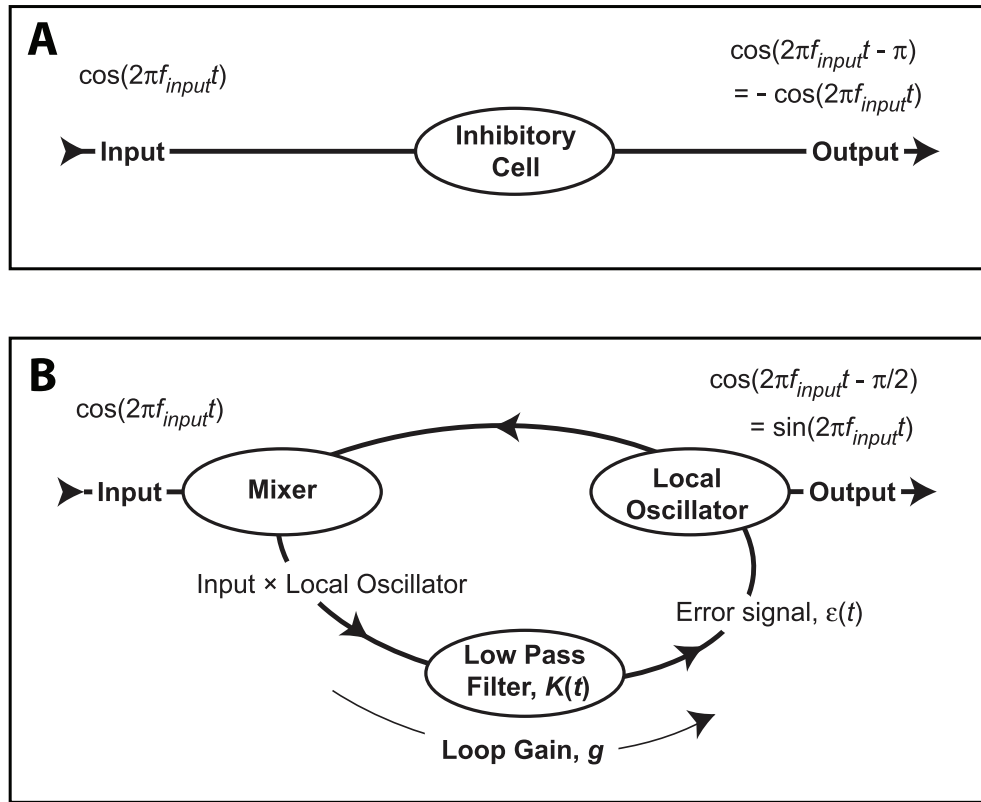 A
cos(2πf_input t)
cos(2πf_input t - π)
= - cos(2πf_input t)
Input
Inhibitory
Cell
Output
B
cos(2πf_input t)
cos(2πf_input t - π/2)
= sin(2πf_input t)
Input
Mixer
Local
Oscillator
Output
Input × Local Oscillator
Error signal, ε(t)
Low Pass
Filter, K(t)
Loop Gain, g